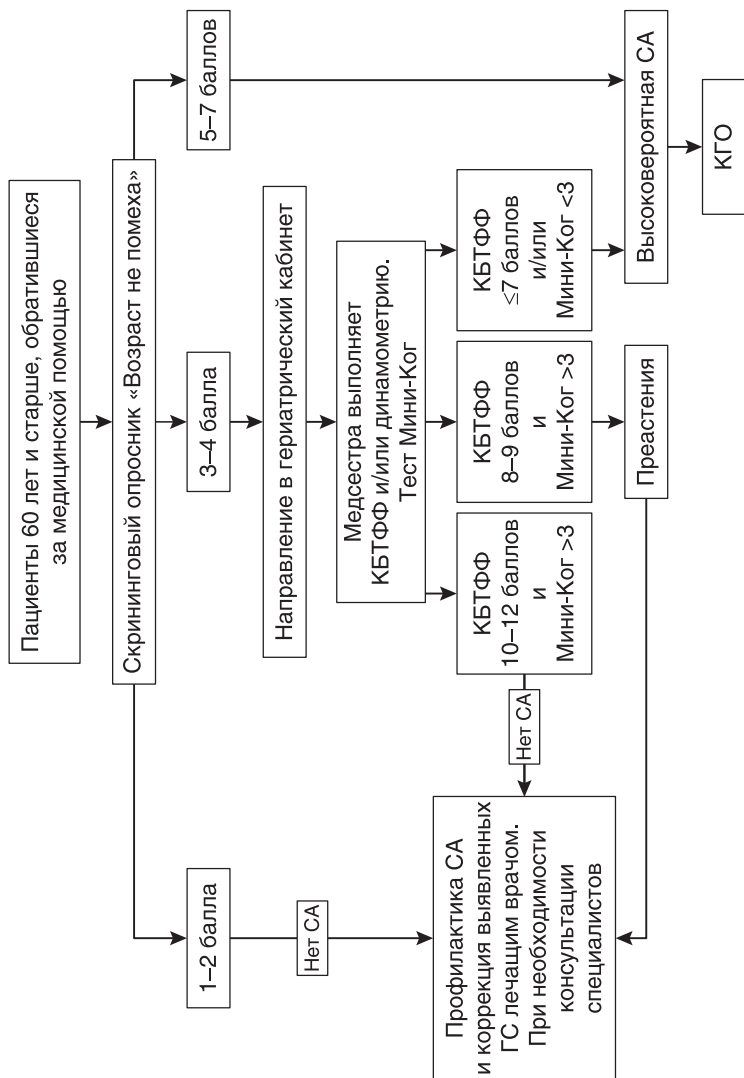 Пациенты 60 лет и старше, обратившиеся
за медицинской помощью
Скрининговый опросник «Возраст не помеха»
1–2 балла
3–4 балла
5–7 баллов
Нет СА
Направление в гериатрический кабинет
Медсестра выполняет
КБТФФ и/или динамометрию.
Тест Мини-Ког
КБТФФ
10–12 баллов
и
Мини-Ког >3
КБТФФ
8–9 баллов
и
Мини-Ког >3
КБТФФ
≤7 баллов
и/или
Мини-Ког <3
Нет СА
Профилактика СА
и коррекция выявленных
ГС лечащим врачом.
При необходимости
консультации
специалистов
Преастения
Высоковероятная СА
КГО